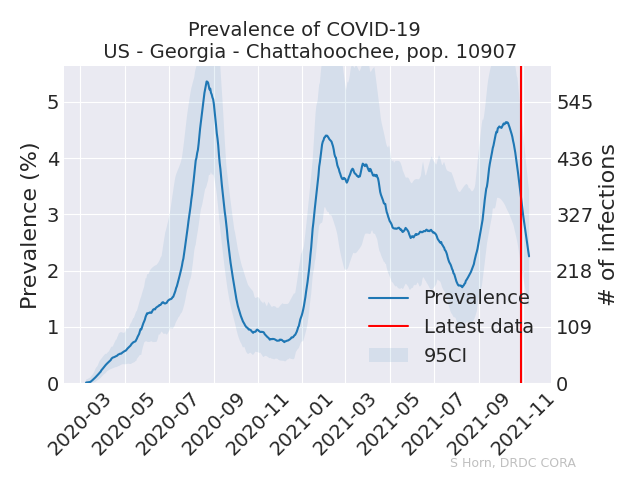 Prevalence of COVID-19
US - Georgia - Chattahoochee, pop. 10907
Prevalence (%)
5
4
3
2
1
0
545
436
327
218
109
0
# of infections
Prevalence
Latest data
95CI
2020-03
2020-05
2020-07
2020-09
2020-11
2021-01
2021-03
2021-05
2021-07
2021-09
2021-11
S Horn, DRDC CORA